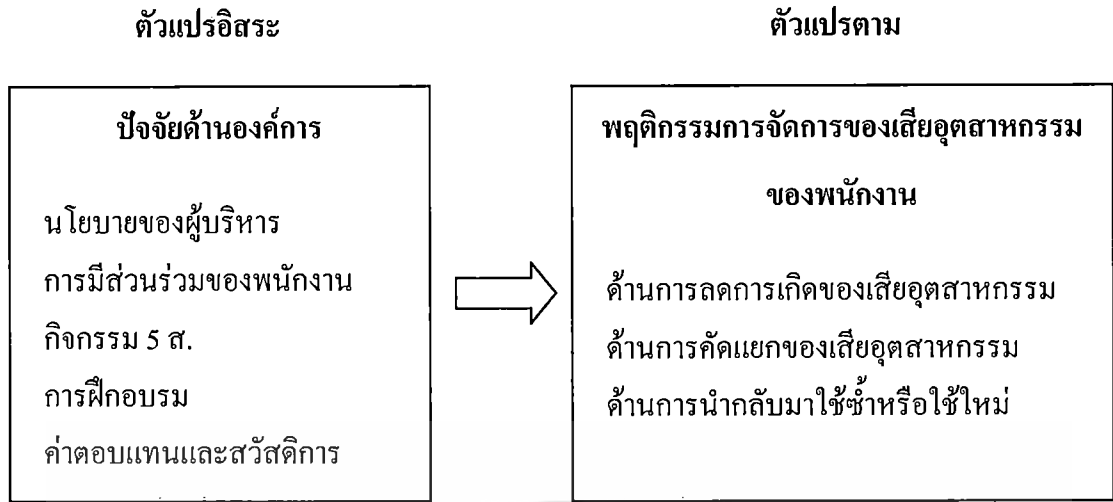 ตัวแปรอิสระ
ตัวแปรตาม
ปัจจัยด้านองค์การ
นโยบายของผู้บริหาร
การมีส่วนร่วมของพนักงาน
กิจกรรม 5 ส.
การฝึกอบรม
ค่าตอบแทนและสวัสดิการ
พฤติกรรมการจัดการของเสียอุตสาหกรรม
ของพนักงาน
ด้านการลดการเกิดของเสียอุตสาหกรรม
ด้านการคัดแยกของเสียอุตสาหกรรม
ด้านการนำกลับมาใช้ซ้ำหรือใช้ใหม่